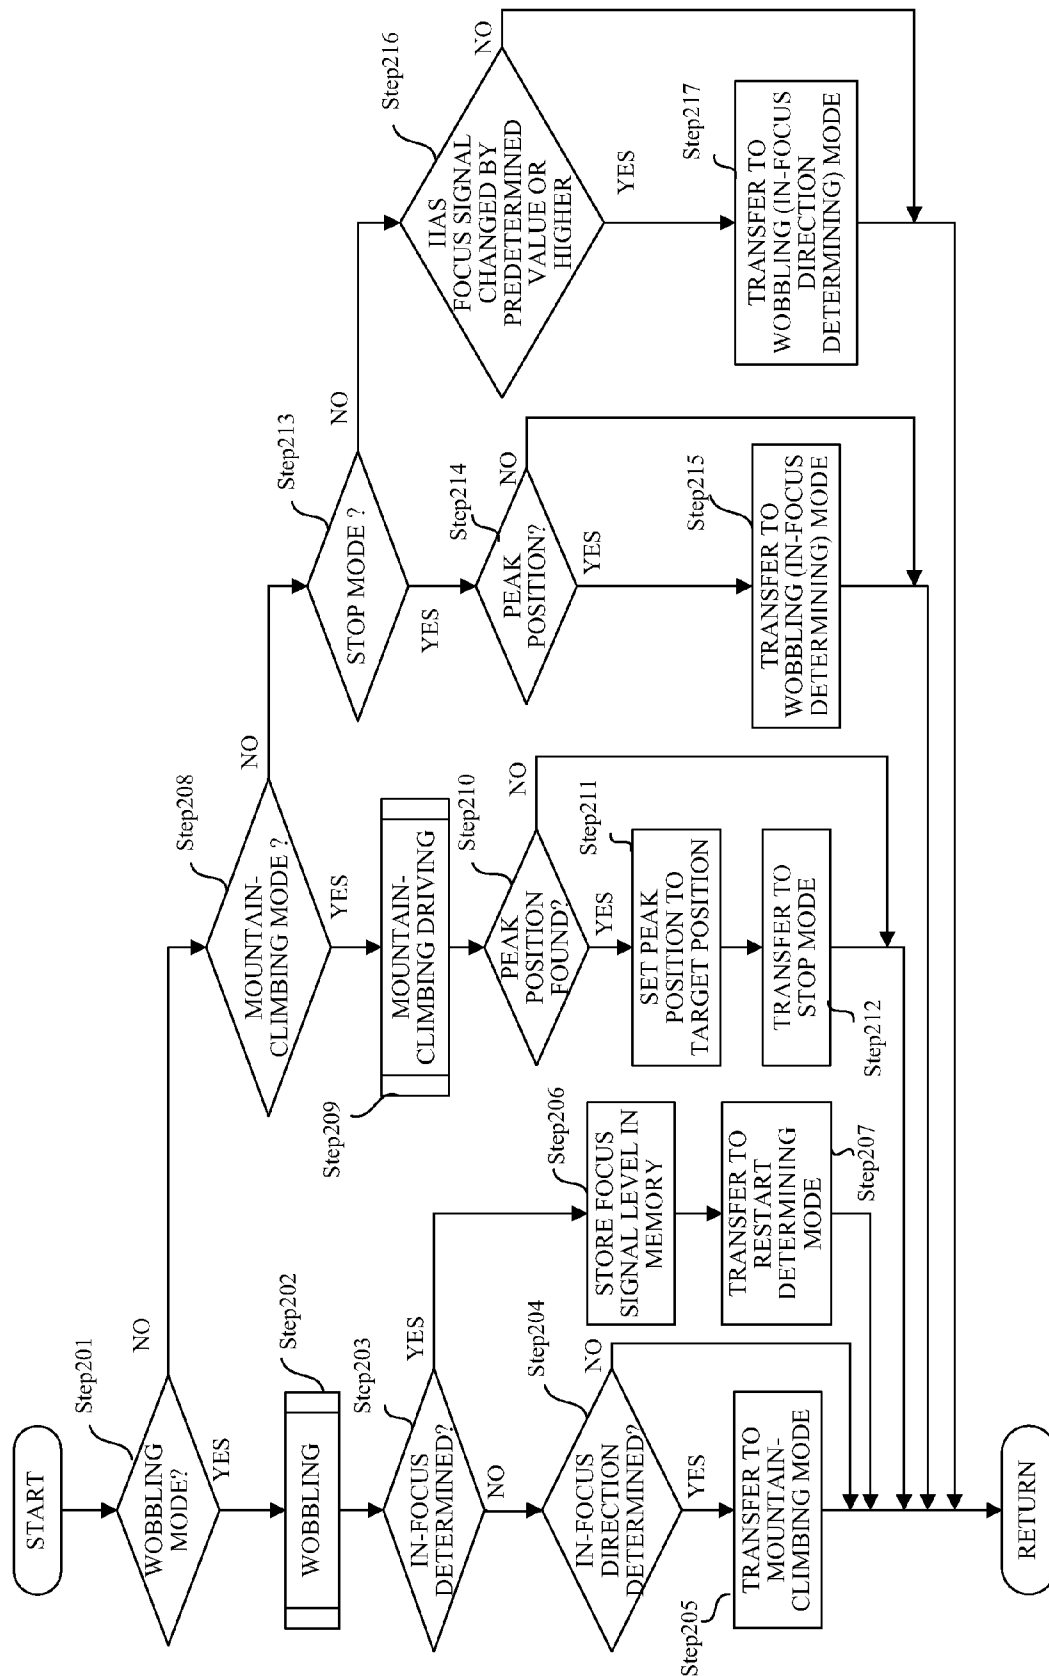 START
Step201
WOBBLING
MODE?
NO
YES
Step202
WOBBLING
Step203
IN-FOCUS
DETERMINED?
YES
NO
Step204
IN-FOCUS
DIRECTION
DETERMINED?
NO
YES
Step205
TRANSFER TO
MOUNTAIN-
CLIMBING MODE
Step206
STORE FOCUS
SIGNAL LEVEL IN
MEMORY
Step207
TRANSFER TO
RESTART
DETERMINING
MODE
Step208
MOUNTAIN-
CLIMBING MODE ?
NO
YES
Step209
MOUNTAIN-
CLIMBING DRIVING
Step210
PEAK
POSITION
FOUND?
NO
YES
Step211
SET PEAK
POSITION TO
TARGET POSITION
Step212
TRANSFER TO
STOP MODE
Step213
STOP MODE ?
NO
YES
Step214
PEAK
POSITION?
NO
YES
Step215
TRANSFER TO
WOBBLING (IN-FOCUS
DETERMINING) MODE
Step216
HAS
FOCUS SIGNAL
CHANGED BY
PREDETERMINED
VALUE OR
HIGHER
NO
YES
Step217
TRANSFER TO
WOBBLING (IN-FOCUS
DIRECTION
DETERMINING) MODE
RETURN